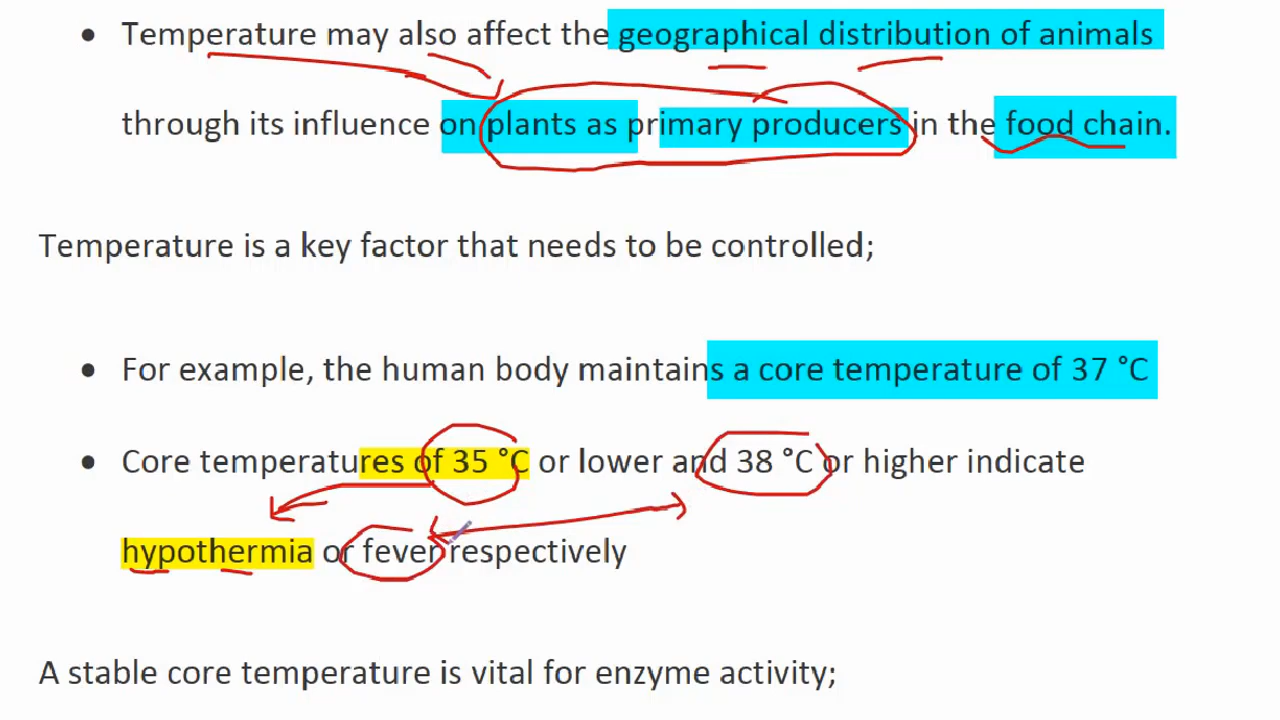 • Temperature may also affect the geographical distribution of animals
through its influence on plants as primary producers in the food chain.
Temperature is a key factor that needs to be controlled;
• For example, the human body maintains a core temperature of 37 °C
• Core temperatures of 35 °C or lower and 38 °C or higher indicate
hypothermia or fever respectively
A stable core temperature is vital for enzyme activity;